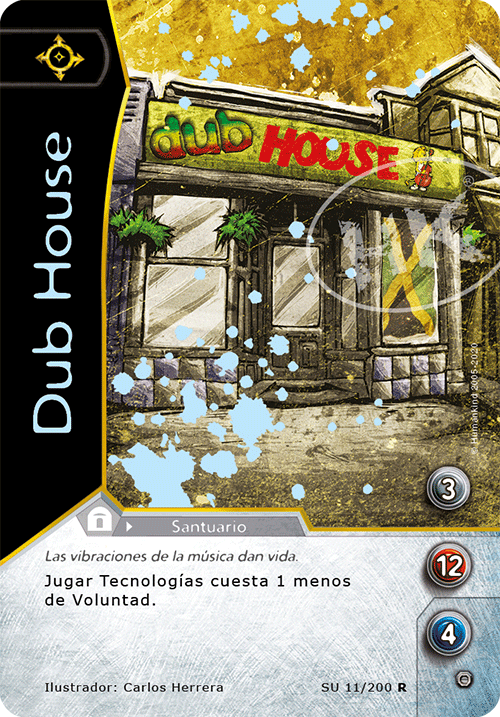 Dub House
dub HOUSE
HK
®
© Humankind 2005-2020
3
Santuario
Las vibraciones de la música dan vida.
Jugar Tecnologías cuesta 1 menos
de Voluntad.
12
4
Ilustrador: Carlos Herrera
SU 11/200 R